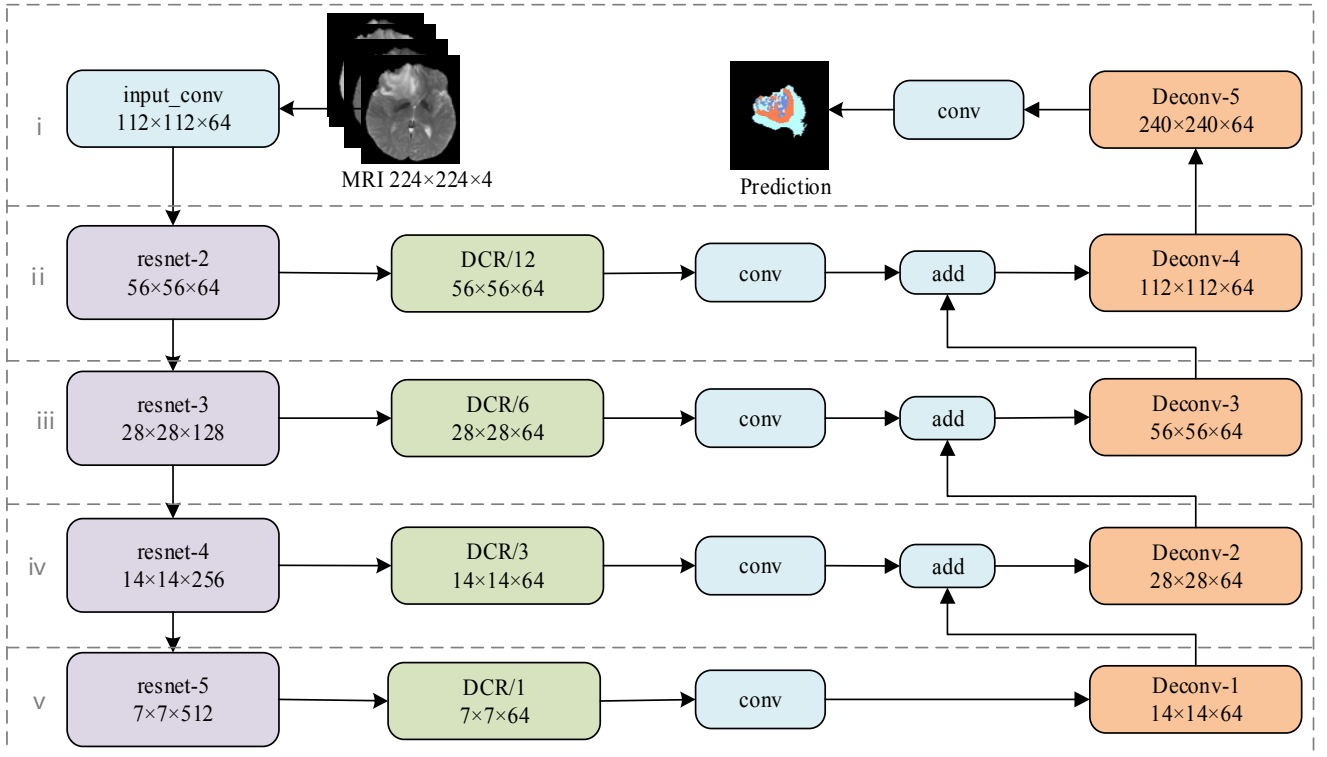 i
input_conv
112×112×64
MRI 224×224×4
Prediction
conv
Deconv-5
240×240×64
ii
resnet-2
56×56×64
DCR/12
56×56×64
conv
add
Deconv-4
112×112×64
iii
resnet-3
28×28×128
DCR/6
28×28×64
conv
add
Deconv-3
56×56×64
iv
resnet-4
14×14×256
DCR/3
14×14×64
conv
add
Deconv-2
28×28×64
v
resnet-5
7×7×512
DCR/1
7×7×64
conv
Deconv-1
14×14×64